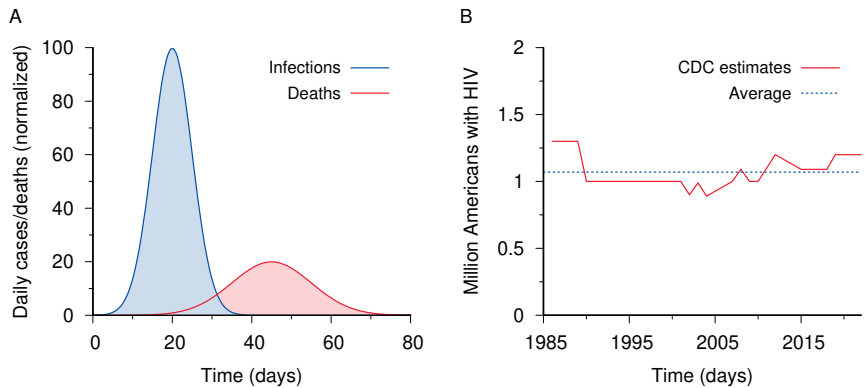 A
Daily cases/deaths (normalized)
100
80
60
40
20
0
Infections
Deaths
0 20 40 60 80
Time (days)
B
Million Americans with HIV
2
1.5
1
0.5
0
CDC estimates
Average
1985 1995 2005 2015
Time (days)